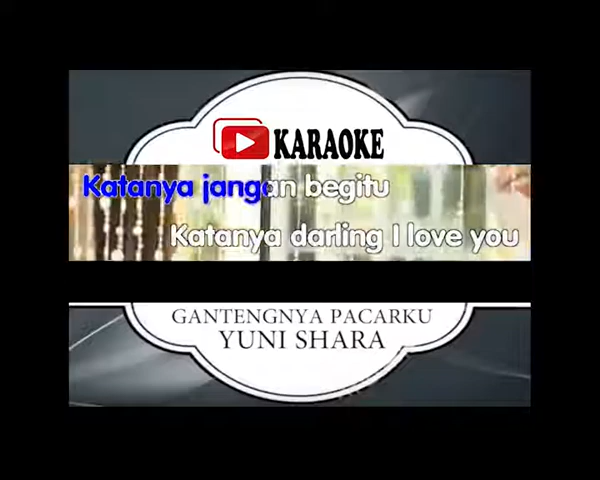 KARAOKE
Katanya jangan begitu
Katanya darling I love you
GANTENGNYA PACARKU
YUNI SHARA